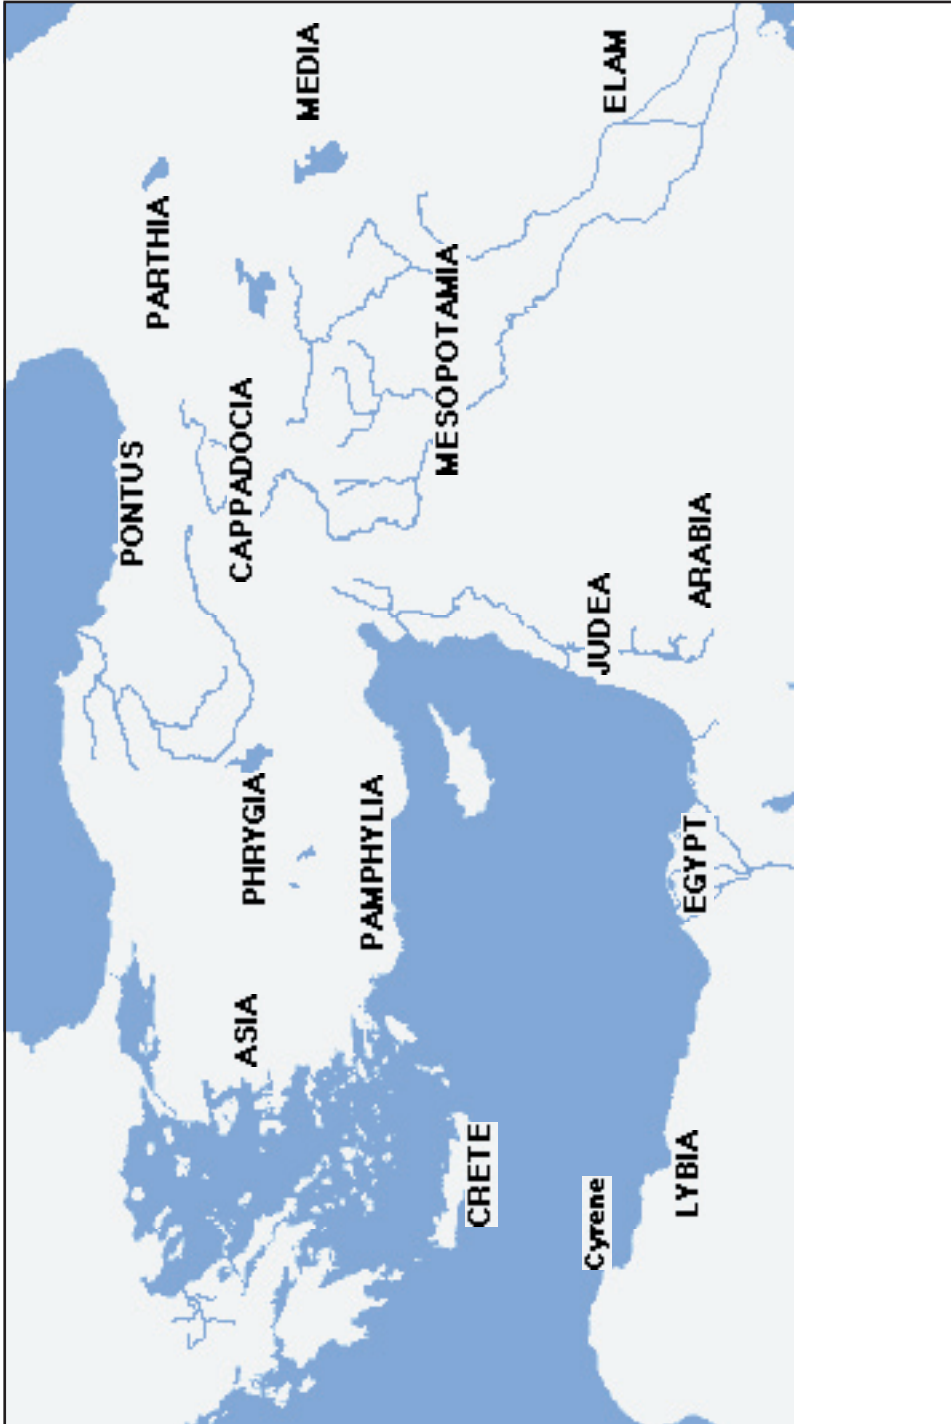 PONTUS
PARTHIA
CAPPADOCIA
ASIA
PHRYGIA
MEDIA
PAMPHYLIA
MESOPOTAMIA
CRETE
Cyrene
JUDEA
ELAM
LYBIA
EGYPT
ARABIA